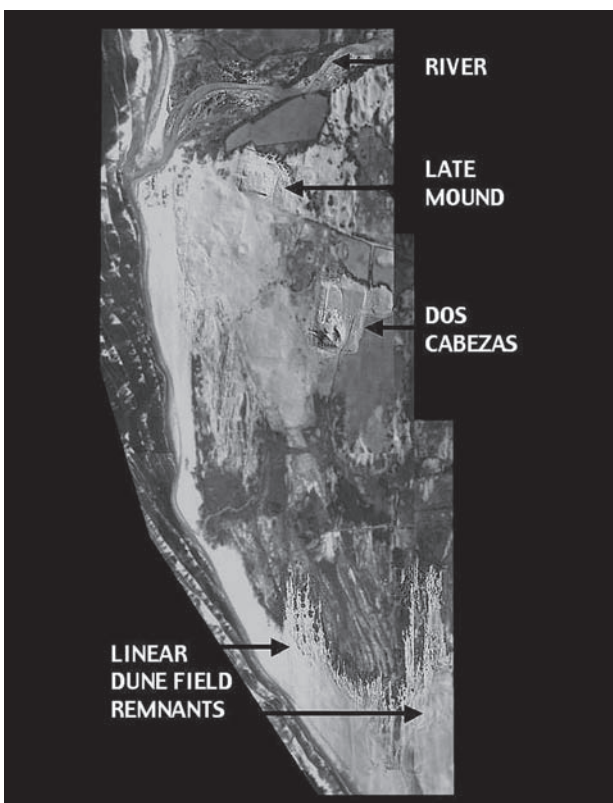 RIVER
LATE
MOUND
DOS
CABEZAS
LINEAR
DUNE FIELD
REMNANTS